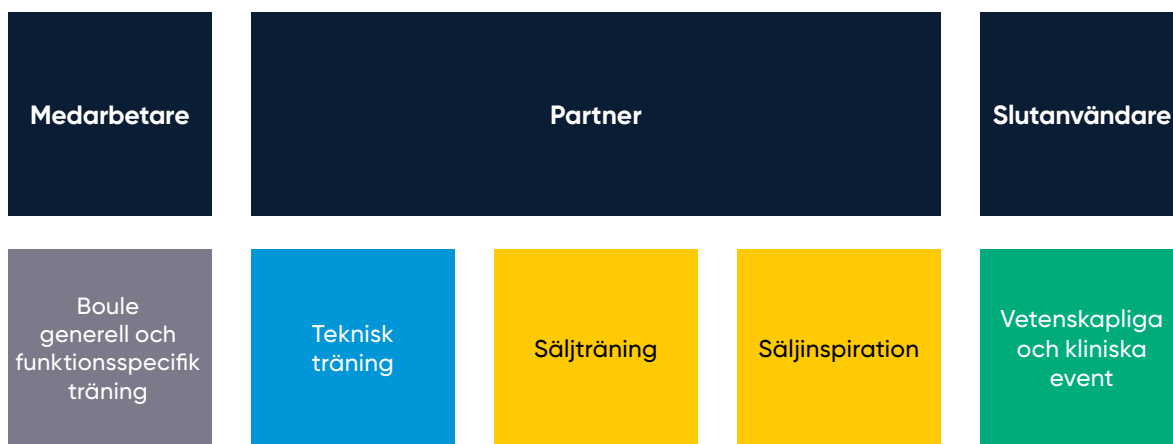 Medarbetare
Partner
Slutanvändare
Boule
generell och
funktionsspecifik
träning
Teknisk
träning
Säljträning
Säljinspiration
Vetenskapliga
och kliniska
event